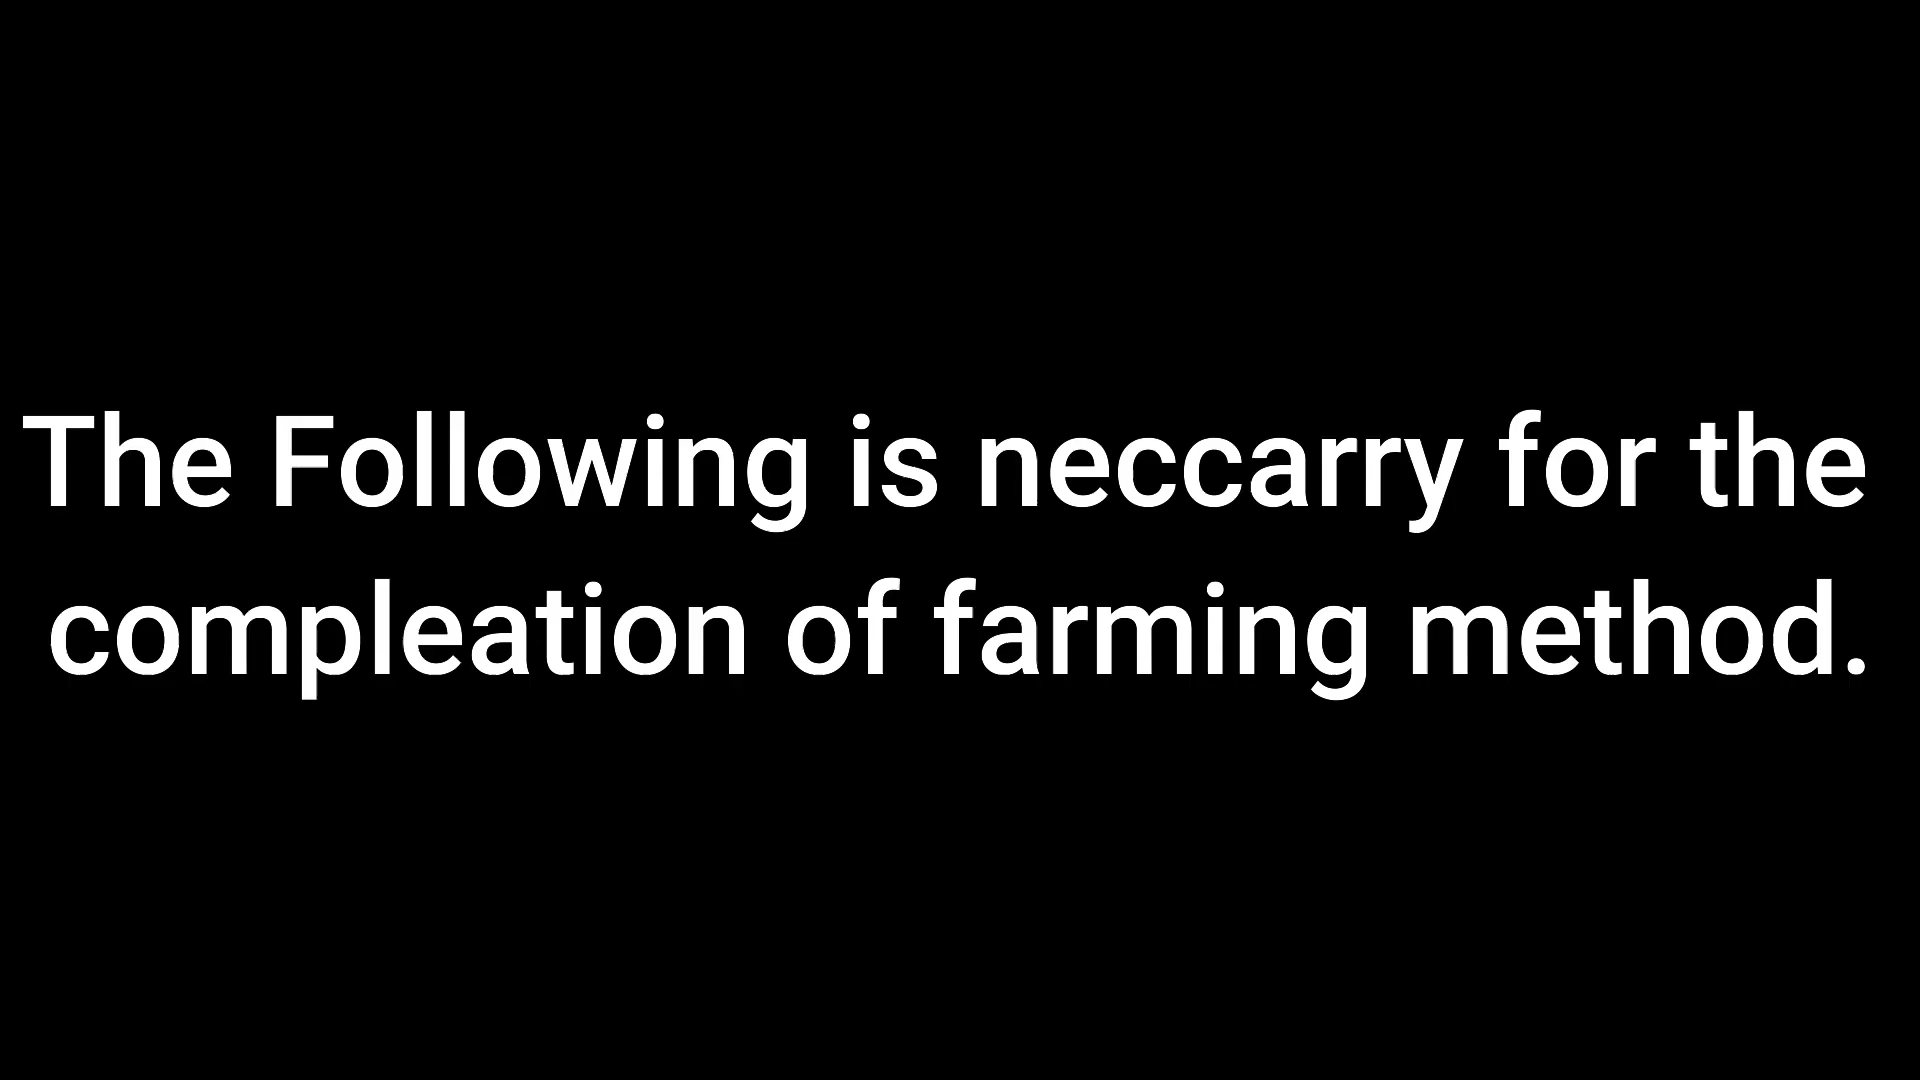 The Following is neccarry for the
compleation of farming method.